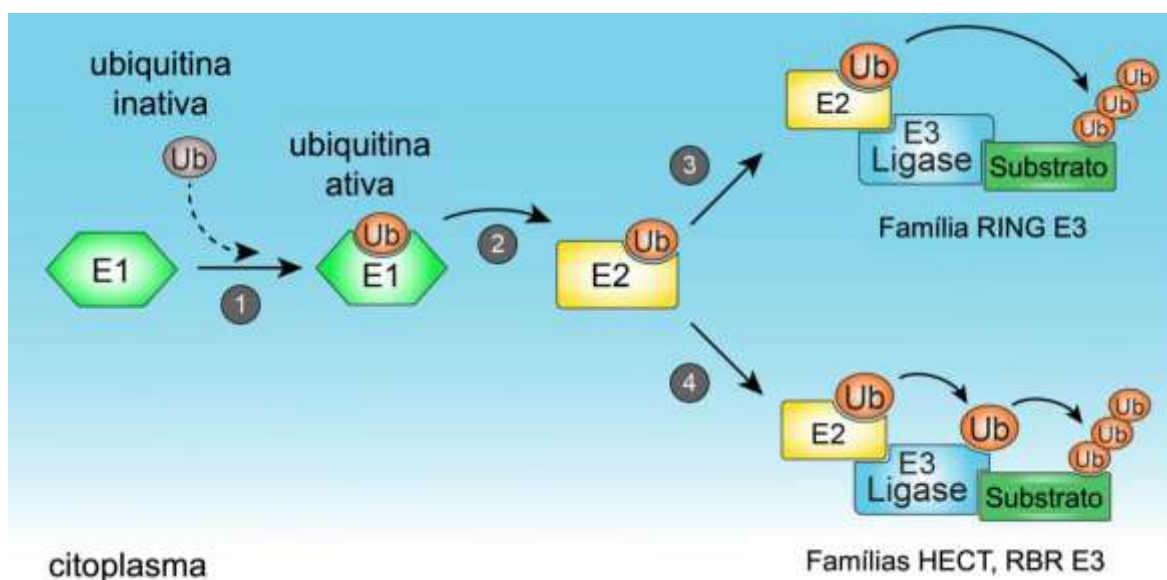 ubiquitina
inativa
Ub
ubiquitina
ativa
E1
1
Ub
E1
2
Ub
E2
3
Ub
E2
E3
Ligase
Substrato
Ub
Ub
Ub
Família RING E3
4
Ub
E2
Ub
E3
Ligase
Substrato
Ub
Ub
Ub
Famílias HECT, RBR E3
citoplasma